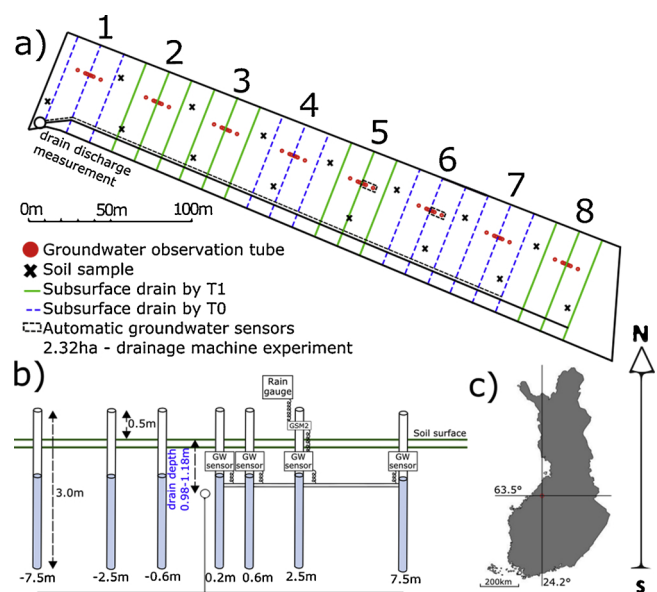 a)
1 2 3 4 5 6 7 8
drain discharge
measurement
0m 50m 100m
Groundwater observation tube
Soil sample
Subsurface drain by T1
Subsurface drain by T0
Automatic groundwater sensors
2.32ha - drainage machine experiment
b)
Rain
gauge
GSM2
0.5m
Soil surface
drain depth
0.98-1.18m
GW
sensor
GW
sensor
GW
sensor
GW
sensor
3.0m
-7.5m -2.5m -0.6m 0.2m 0.6m 2.5m 7.5m
c)
N
63.5°
200km
24.2°
S